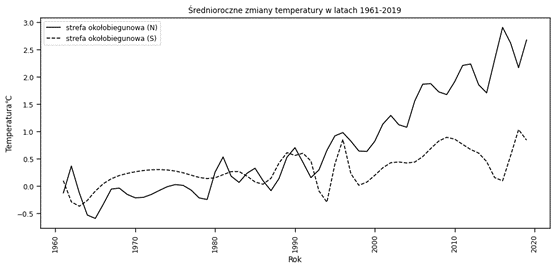 Średnioroczne zmiany temperatury w latach 1961-2019
strefa okołobiegunowa (N)
strefa okołobiegunowa (S)
Temperatura°C
3.0
2.5
2.0
1.5
1.0
0.5
0.0
−0.5
1960 1970 1980 1990 2000 2010 2020
Rok